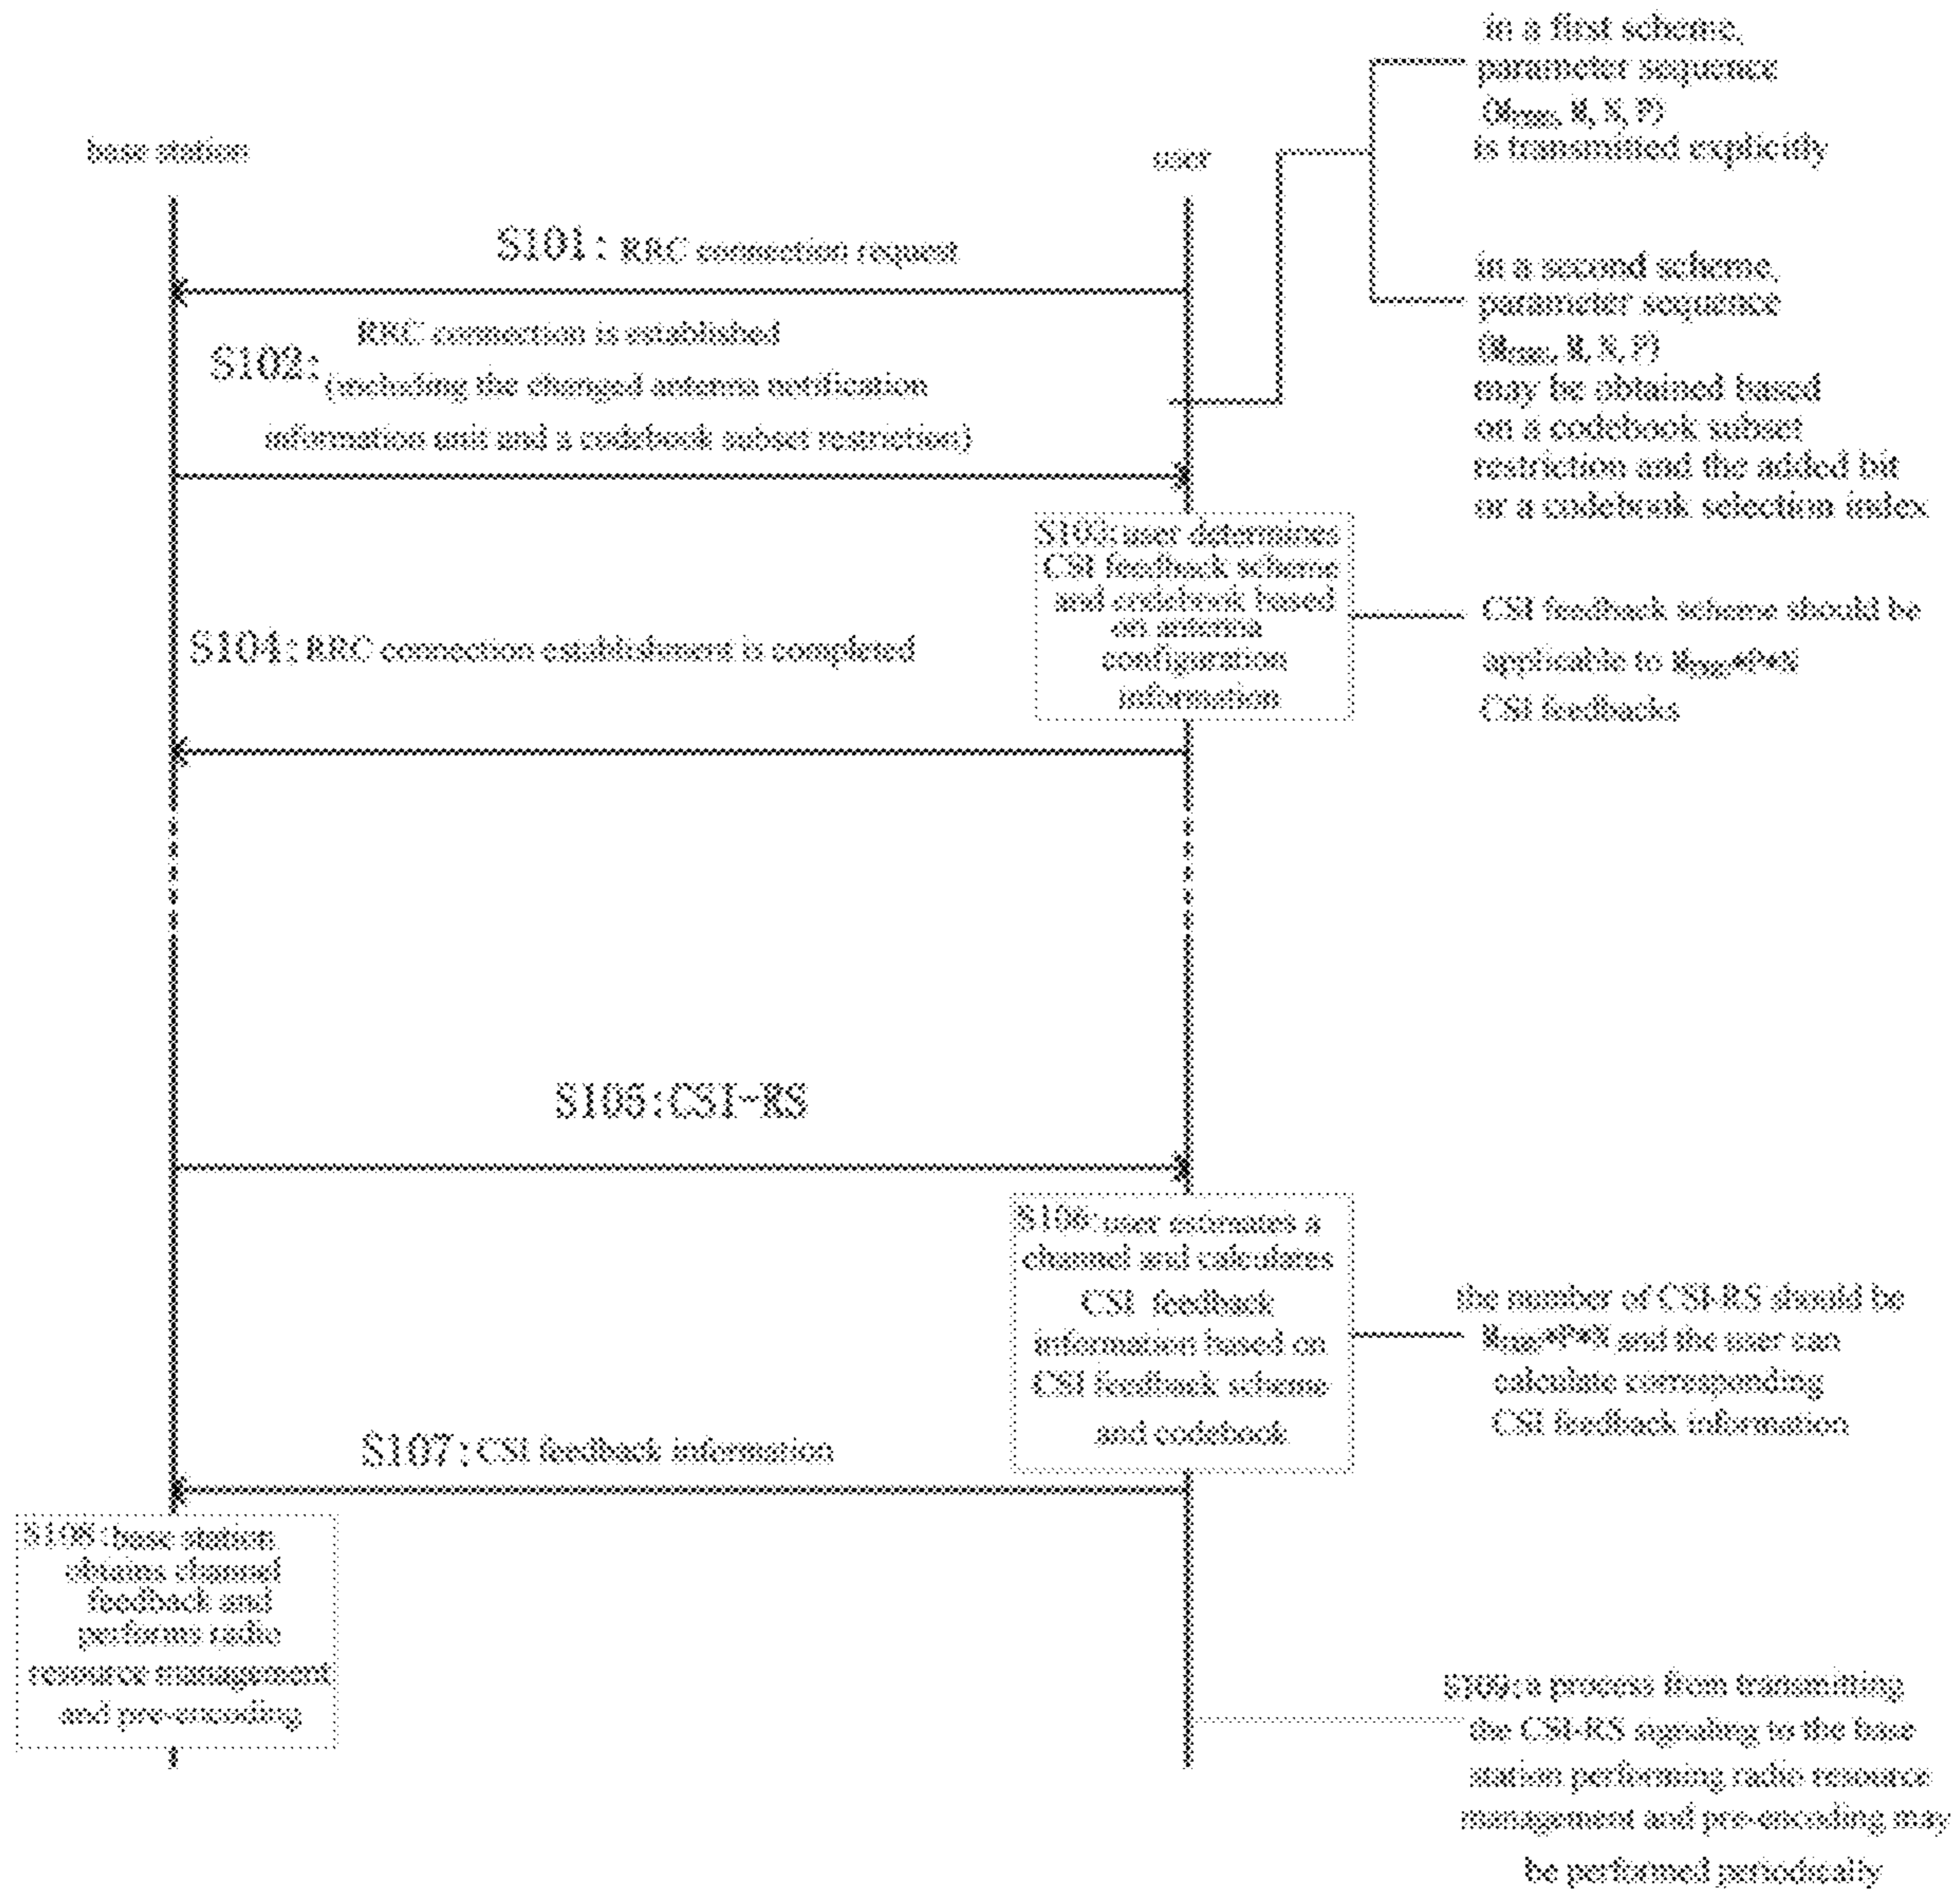 in a first scheme,
parameter sequence
is transmitted explicitly
base station
user
S101: RRC connection request
in a second scheme,
parameter sequence
may be obtained based
on a codebook subset
restriction and the added bit
or a codebook selection index
RRC connection is established
S102:
(including the changed antenna notification
information unit and a codebook subset restriction)
S103:user determines
CSI feedback scheme
and codebook based
on antenna
configuration
information
CSI feedback scheme should be
applicable to
CSI feedbacks
S104:RRC connection establishment is completed
S105:CSI-RS
S106:user estimates a
channel and calculates
CSI feedback
information based on
CSI feedback scheme
and codebook
the number of CSI-RS should be
and the user can
calculate corresponding
CSI feedback information
S107:CSI feedback information
S108:base station
obtains channel
feedback and
performs radio
resource management
and pre-encoding
S109:a process from transmitting
the CSI-RS signaling to the base
station performing radio resource
management and pre-encoding may
be performed periodically